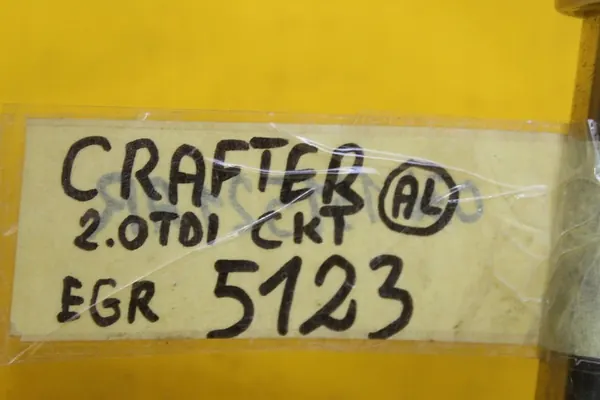 CRAFTER AL
2.0TDI CKT
EGR 5123